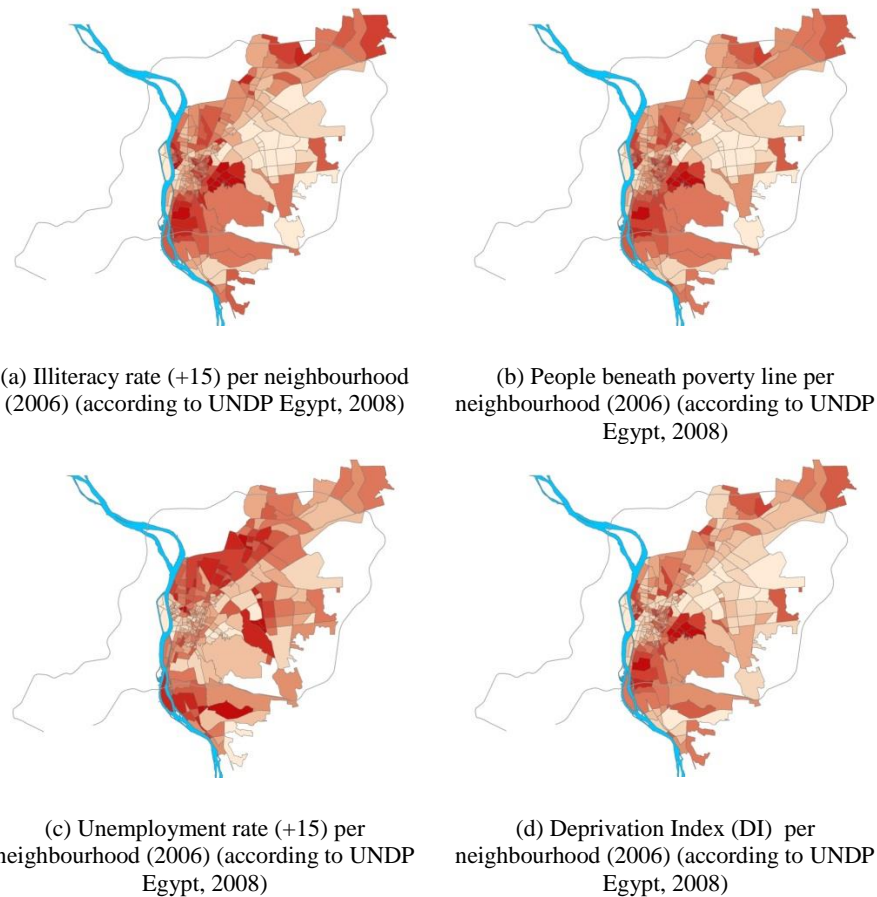 (a) Illiteracy rate (+15) per neighbourhood
(2006) (according to UNDP Egypt, 2008)
(b) People beneath poverty line per
neighbourhood (2006) (according to UNDP
Egypt, 2008)
(c) Unemployment rate (+15) per
neighbourhood (2006) (according to UNDP
Egypt, 2008)
(d) Deprivation Index (DI) per
neighbourhood (2006) (according to UNDP
Egypt, 2008)